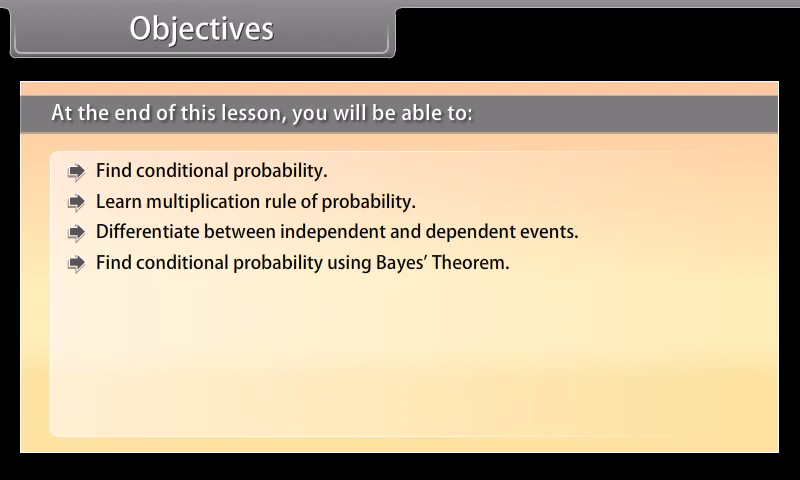 Objectives
At the end of this lesson, you will be able to:
Find conditional probability.
Learn multiplication rule of probability.
Differentiate between independent and dependent events.
Find conditional probability using Bayes’ Theorem.